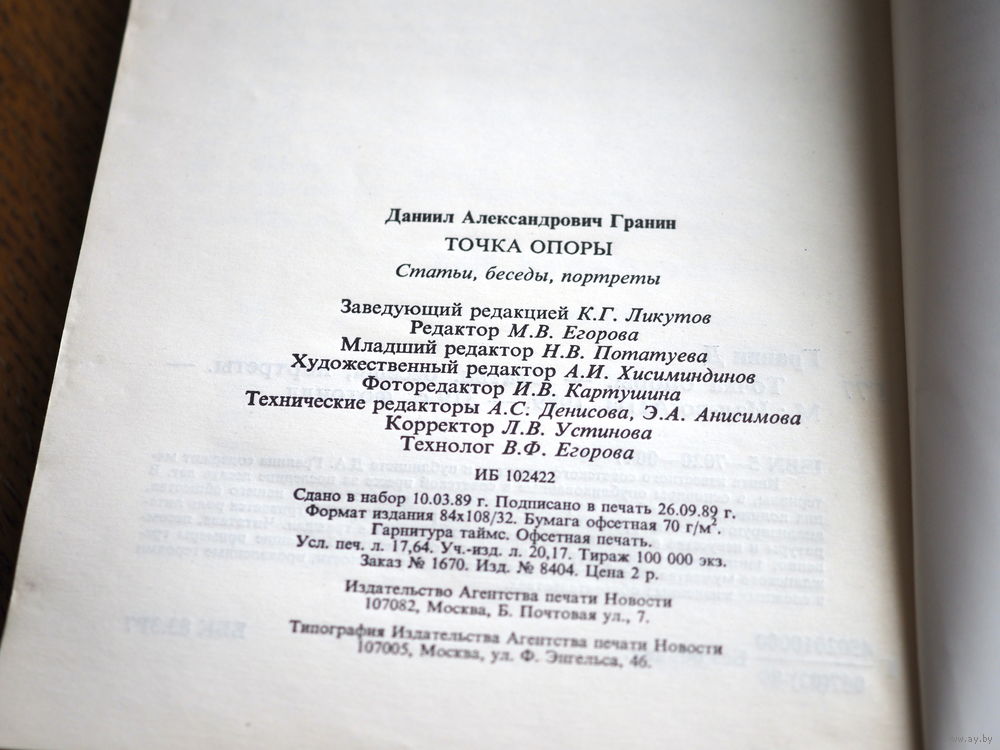 Даниил Александрович Гранин
ТОЧКА ОПОРЫ
Статьи, беседы, портреты
Заведующий редакцией К.Г. Ликутов
Редактор М.В. Егорова
Младший редактор Н.В. Потатуева
Художественный редактор А.И. Хисиминдинов
Фоторедактор И.В. Картушина
Технические редакторы А.С. Денисова, Э.А. Анисимова
Корректор Л.В. Устинова
Технолог В.Ф. Егорова
ИБ 102422
Сдано в набор 10.03.89 г. Подписано в печать 26.09.89 г.
Формат издания 84х108/32. Бумага офсетная 70 г/м².
Гарнитура таймс. Офсетная печать.
Усл. печ. л. 17,64. Уч.-изд. л. 20,17. Тираж 100 000 экз.
Заказ № 1670. Изд. № 8404. Цена 2 р.
Издательство Агентства печати Новости
107082, Москва, Б. Почтовая ул., 7.
Типография Издательства Агентства печати Новости
107005, Москва, ул. Ф. Энгельса, 46.
www.ay.by